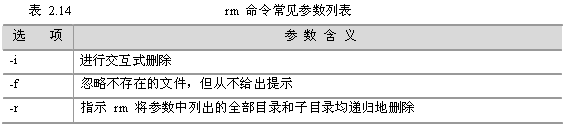 表 2.14 rm 命令常见参数列表
选 项 参 数 含 义
-i 进行交互式删除
-f 忽略不存在的文件，但从不给出提示
-r 指示 rm 将参数中列出的全部目录和子目录均递归地删除